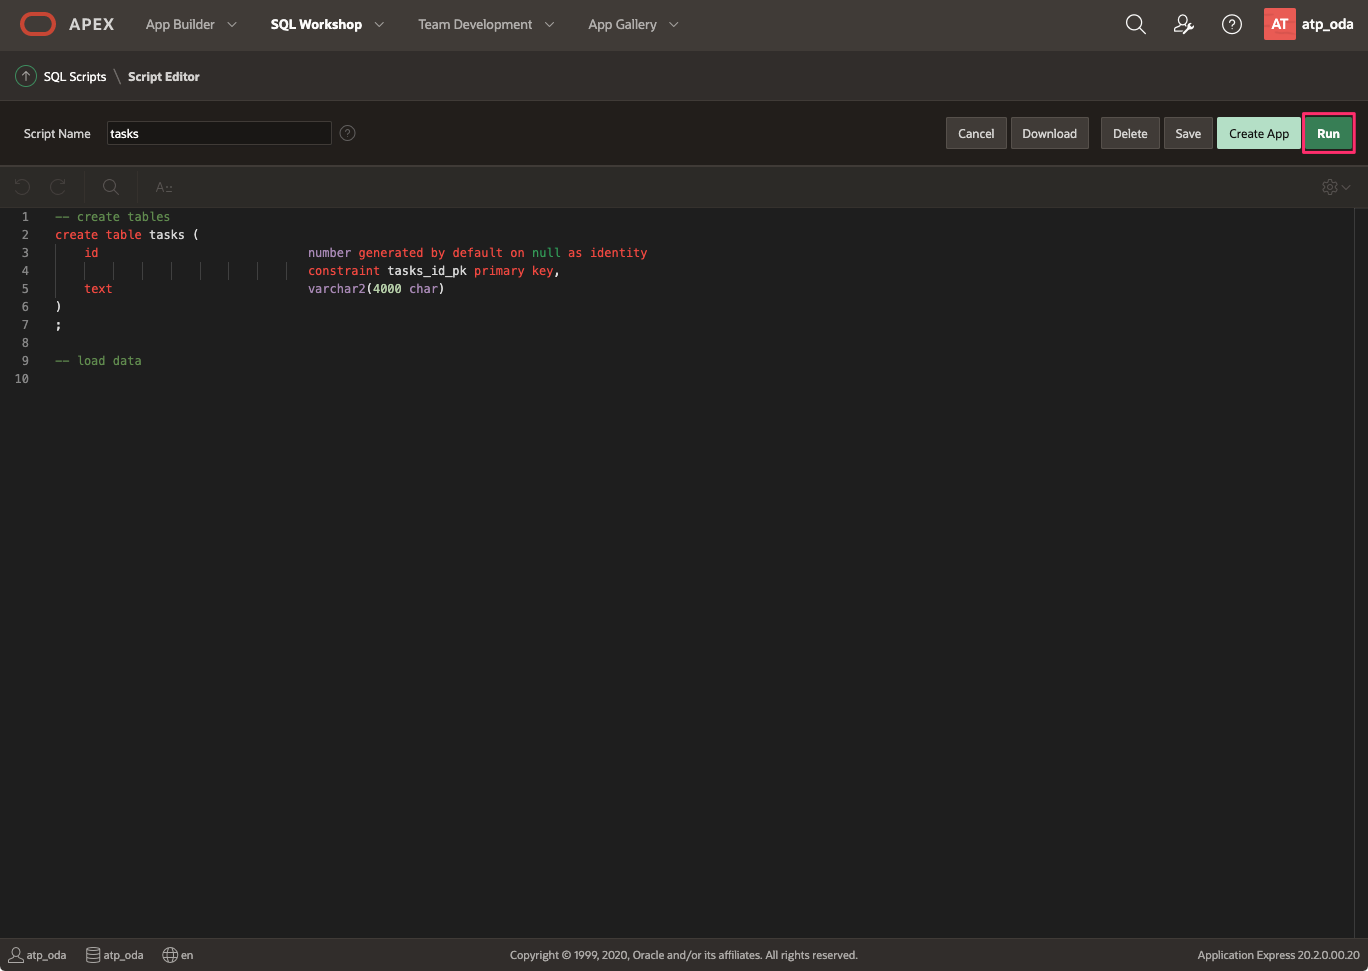 APEX App Builder SQL Workshop Team Development App Gallery AT atp_oda
SQL Scripts \ Script Editor
Script Name tasks ? Cancel Download Delete Save Create App Run
A::
1 -- create tables
2 create table tasks (
3 id number generated by default on null as identity
4 constraint tasks_id_pk primary key,
5 text varchar2(4000 char)
6 )
7 ;
8
9 -- load data
10
atp_oda atp_oda en Copyright © 1999, 2020, Oracle and/or its affiliates. All rights reserved. Application Express 20.2.0.00.20